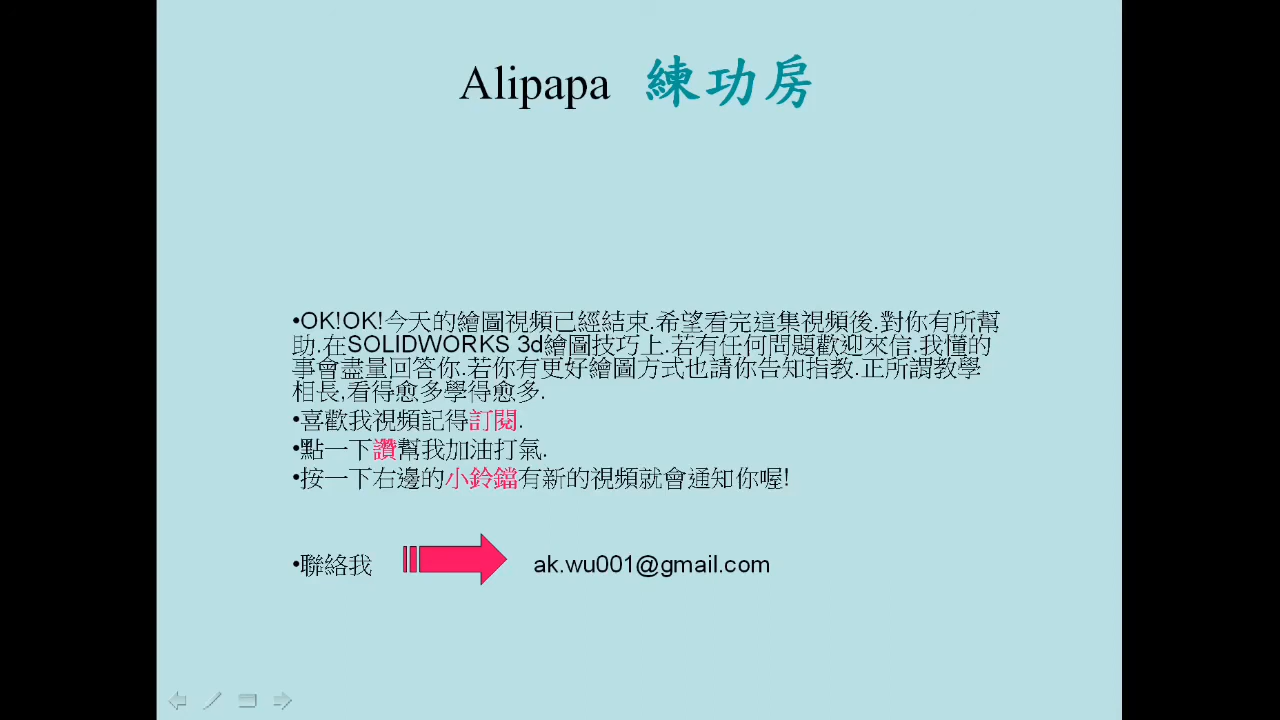 Alipapa 練功房
•OK!OK!今天的繪圖視頻已經結束.希望看完這集視頻後.對你有所幫
助.在SOLIDWORKS 3d繪圖技巧上.若有任何問題歡迎來信.我懂的
事會盡量回答你.若你有更好繪圖方式也請你告知指教.正所謂教學
相長,看得愈多學得愈多.
•喜歡我視頻記得訂閱.
•點一下讚幫我加油打氣.
•按一下右邊的小鈴鐺有新的視頻就會通知你喔!
•聯絡我 ak.wu001@gmail.com